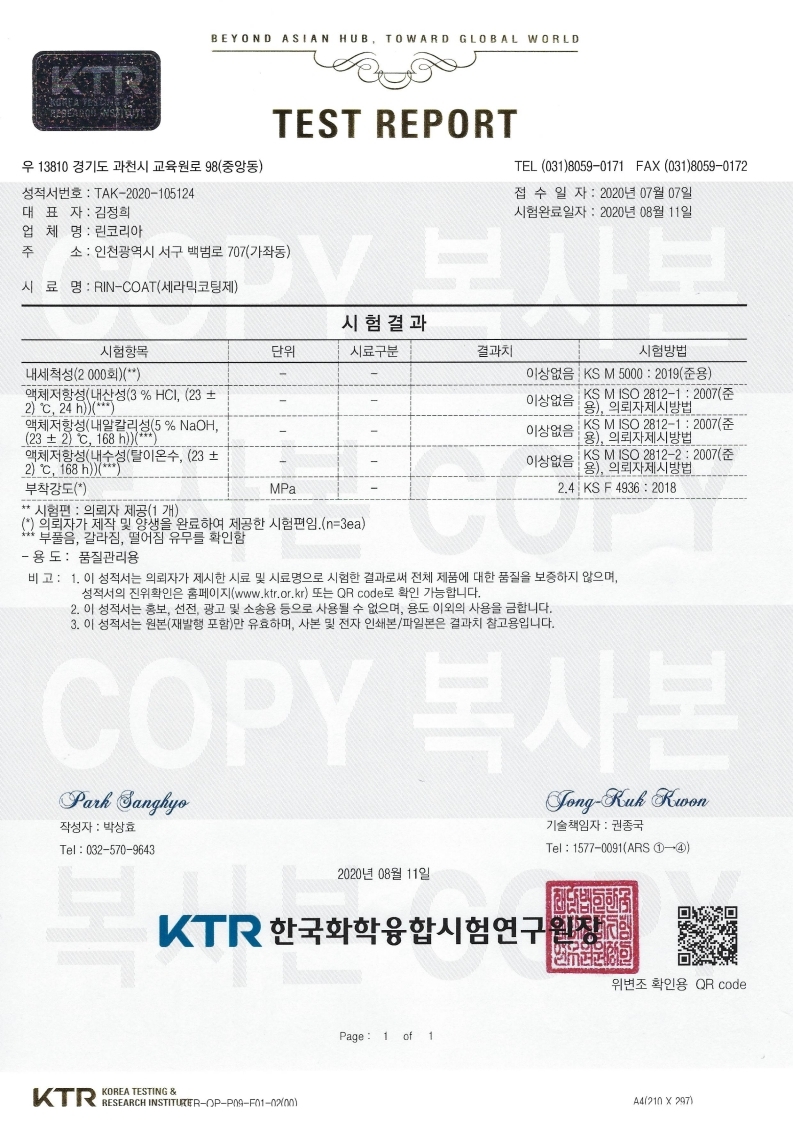 BEYOND ASIAN HUB, TOWARD GLOBAL WORLD
KTR
KOREA TESTING &
RESEARCH INSTITUTE
TEST REPORT
우 13810 경기도 과천시 교육원로 98(중앙동) TEL (031)8059-0171 FAX (031)8059-0172
성적서번호 : TAK-2020-105124 접 수 일 자 : 2020년 07월 07일
대 표 자 : 김정희 시험완료일자 : 2020년 08월 11일
업 체 명 : 린코리아
주 소 : 인천광역시 서구 백범로 707(가좌동)
COPY 복사본
시 료 명 : RIN-COAT(세라믹코팅제)
시 험 결 과
시험항목 단위 시료구분 결과치 시험방법
내세척성(2 000회)(**) - - 이상없음 KS M 5000 : 2019(준용)
액체저항성(내산성(3 % HCl, (23 ± 2) ℃, 24 h))(***) - - 이상없음 KS M ISO 2812-1 : 2007(준용), 의뢰자제시방법
액체저항성(내알칼리성(5 % NaOH, (23 ± 2) ℃, 168 h))(***) - - 이상없음 KS M ISO 2812-1 : 2007(준용), 의뢰자제시방법
액체저항성(내수성(탈이온수, (23 ± 2) ℃, 168 h))(***) - - 이상없음 KS M ISO 2812-2 : 2007(준용), 의뢰자제시방법
부착강도(*) MPa - 2.4 KS F 4936 : 2018
복사본 COPY
** 시험편 : 의뢰자 제공(1 개)
(*) 의뢰자가 제작 및 양생을 완료하여 제공한 시험편임.(n=3ea)
*** 부풀음, 갈라짐, 떨어짐 유무를 확인함
- 용 도 : 품질관리용
비 고 : 1. 이 성적서는 의뢰자가 제시한 시료 및 시료명으로 시험한 결과로써 전체 제품에 대한 품질을 보증하지 않으며,
성적서의 진위확인은 홈페이지(www.ktr.or.kr) 또는 QR code로 확인 가능합니다.
2. 이 성적서는 홍보, 선전, 광고 및 소송용 등으로 사용될 수 없으며, 용도 이외의 사용을 금합니다.
3. 이 성적서는 원본(재발행 포함)만 유효하며, 사본 및 전자 인쇄본/파일본은 결과치 참고용입니다.
COPY 복사본
Park Sanghyo Jong-Kuk Kwon
작성자 : 박상효 기술책임자 : 권종국
Tel : 032-570-9643 Tel : 1577-0091(ARS ①→④)
2020년 08월 11일
복사본 COPY
KTR 한국화학융합시험연구원장
위변조 확인용 QR code
Page : 1 of 1
KTR KOREA TESTING &
RESEARCH INSTITUTE
KTR-QP-P09-F01-02(00) A4(210 X 297)